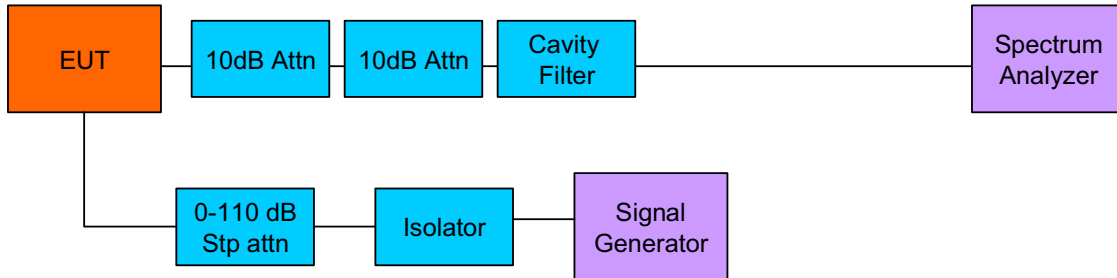 EUT
10dB Attn
10dB Attn
Cavity
Filter
Spectrum
Analyzer
0-110 dB
Stp attn
Isolator
Signal
Generator